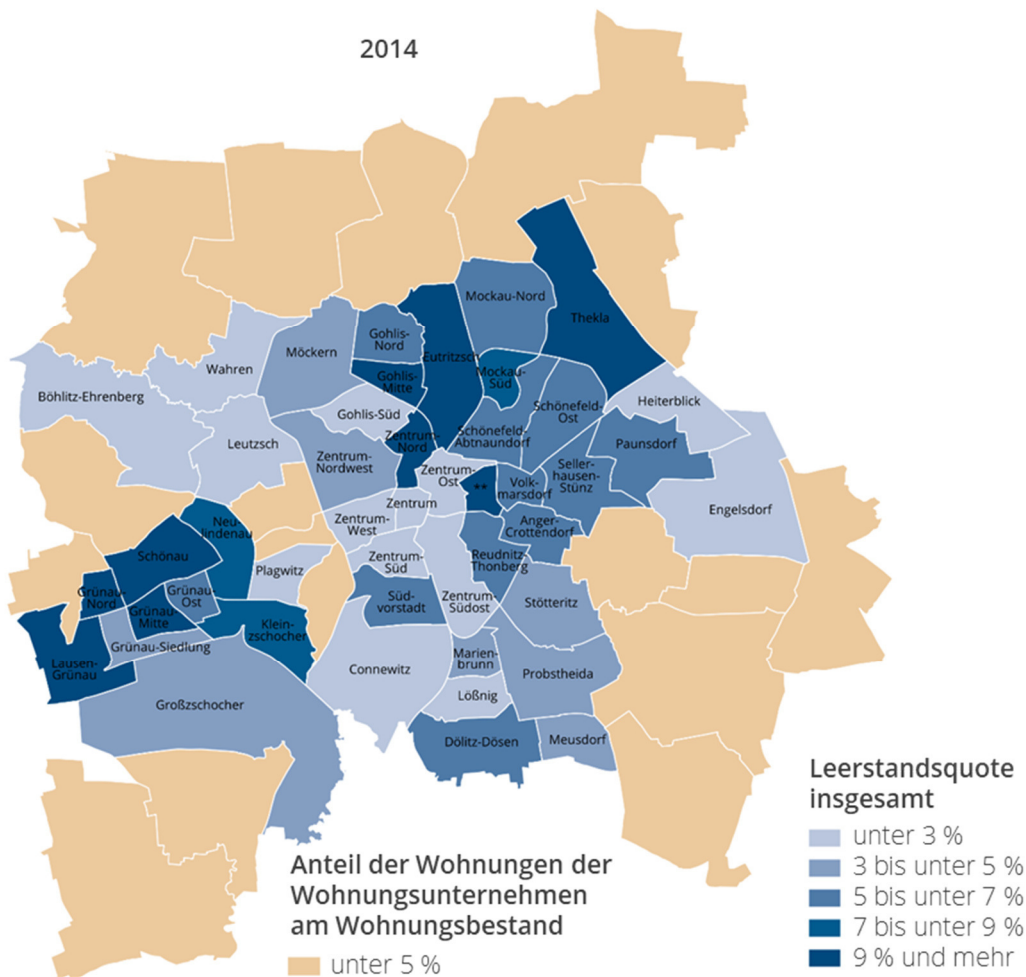 2014
Mockau-Nord
Thekla
Gohlis-
Nord
Möckern
Eutritzsch
Wahren
Mockau-
Süd
Gohlis-
Mitte
Böhlitz-Ehrenberg
Heiterblick
Schönefeld-
Ost
Gohlis-Süd
Schönefeld-
Abtnaundorf
Zentrum-
Nord
Leutzsch
Paunsdorf
Zentrum-
Nordwest
Zentrum-
Ost
Seller-
hausen-
Stünz
**
Volk-
marsdorf
Zentrum
Engelsdorf
Zentrum-
West
Neu-
lindenau
Anger-
Crottendorf
Schönau
Zentrum-
Süd
Reudnitz-
Thonberg
Plagwitz
Grünau-
Nord
Grünau-
Ost
Süd-
vorstadt
Zentrum-
Südost
Stötteritz
Grünau-
Mitte
Klein-
zschocher
Grünau-Siedlung
Marien-
brunn
Lausen-
Grünau
Connewitz
Probstheida
Lößnig
Großzschocher
Dölitz-Dösen
Meusdorf
Leerstandsquote
insgesamt
unter 3 %
3 bis unter 5 %
5 bis unter 7 %
7 bis unter 9 %
9 % und mehr
Anteil der Wohnungen der
Wohnungsunternehmen
am Wohnungsbestand
unter 5 %